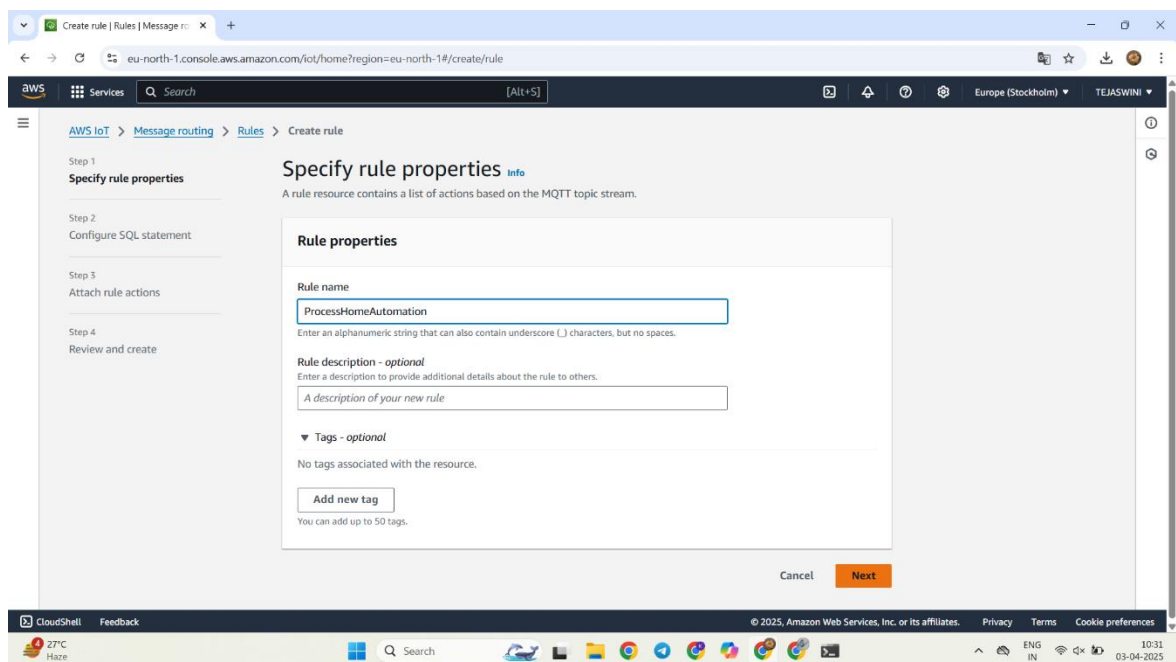 Create rule | Rules | Message ro
eu-north-1.console.aws.amazon.com/iot/home?region=eu-north-1#/create/rule
aws
Services
Search
[Alt+S]
Europe (Stockholm)
TEJASWINI
AWS IoT > Message routing > Rules > Create rule
Step 1
Specify rule properties
Step 2
Configure SQL statement
Step 3
Attach rule actions
Step 4
Review and create
Specify rule properties Info
A rule resource contains a list of actions based on the MQTT topic stream.
Rule properties
Rule name
ProcessHomeAutomation
Enter an alphanumeric string that can also contain underscore (_) characters, but no spaces.
Rule description - optional
Enter a description to provide additional details about the rule to others.
A description of your new rule
Tags - optional
No tags associated with the resource.
Add new tag
You can add up to 50 tags.
Cancel
Next
CloudShell
Feedback
© 2025, Amazon Web Services, Inc. or its affiliates.
Privacy
Terms
Cookie preferences
4
27°C
Haze
Search
ENG
IN
10:31
03-04-2025